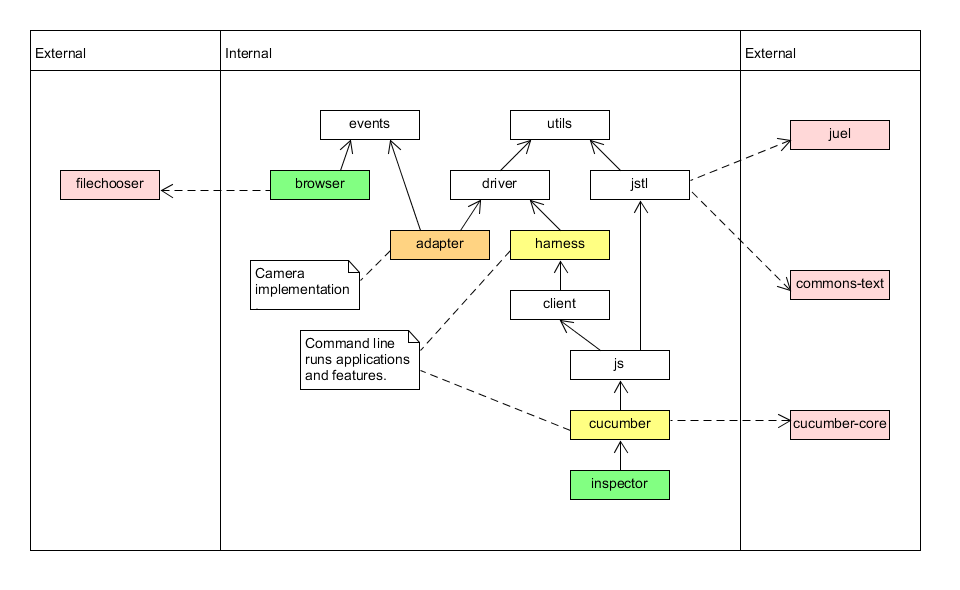 External
Internal
External
events
utils
juel
filechooser
browser
driver
jstl
adapter
harness
Camera
implementation
.
commons-text
client
Command line
runs applications
and features.
js
cucumber
cucumber-core
inspector